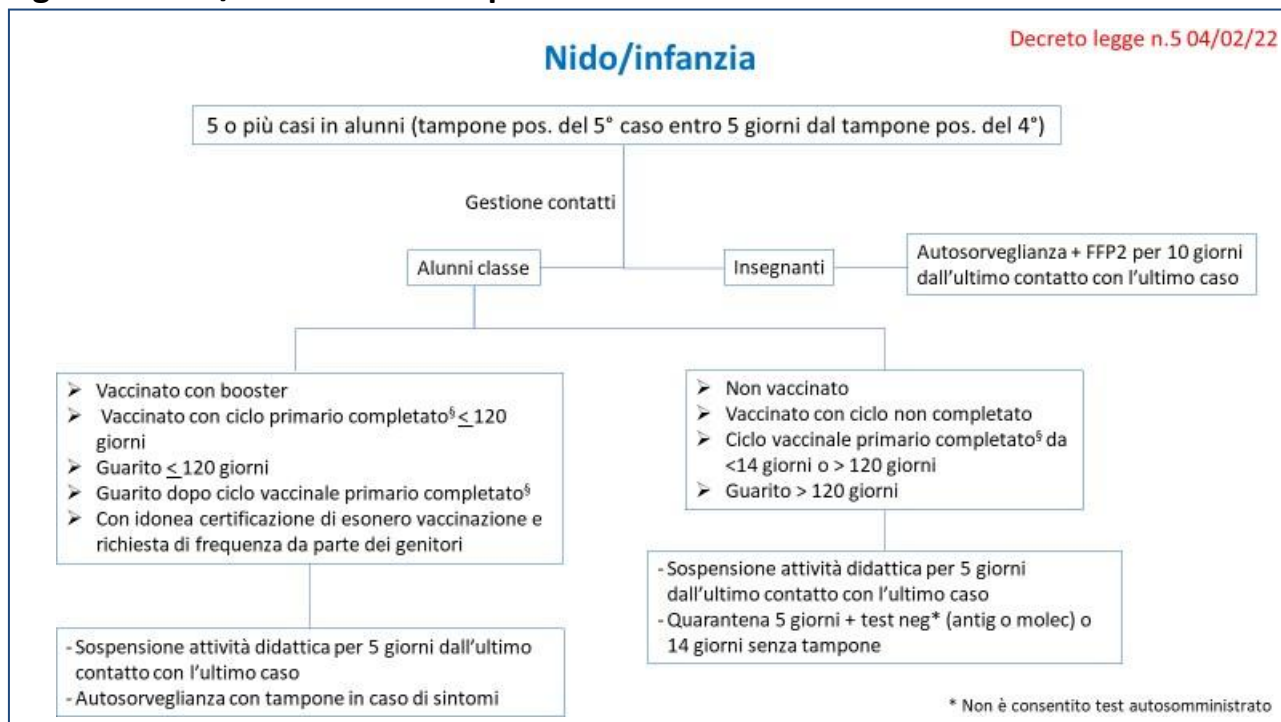 Decreto legge n.5 04/02/22
Nido/infanzia
5 o più casi in alunni (tampone pos. del 5° caso entro 5 giorni dal tampone pos. del 4°)
Gestione contatti
Alunni classe
Insegnanti
Autosorveglianza + FFP2 per 10 giorni
dall'ultimo contatto con l'ultimo caso
➢ Vaccinato con booster
➢ Vaccinato con ciclo primario completato§ < 120
giorni
➢ Guarito < 120 giorni
➢ Guarito dopo ciclo vaccinale primario completato§
➢ Con idonea certificazione di esonero vaccinazione e
richiesta di frequenza da parte dei genitori
➢ Non vaccinato
➢ Vaccinato con ciclo non completato
➢ Ciclo vaccinale primario completato§ da
<14 giorni o > 120 giorni
➢ Guarito > 120 giorni
- Sospensione attività didattica per 5 giorni dall'ultimo
contatto con l'ultimo caso
- Autosorveglianza con tampone in caso di sintomi
- Sospensione attività didattica per 5 giorni
dall'ultimo contatto con l'ultimo caso
- Quarantena 5 giorni + test neg* (antig o molec) o
14 giorni senza tampone
* Non è consentito test autosomministrato